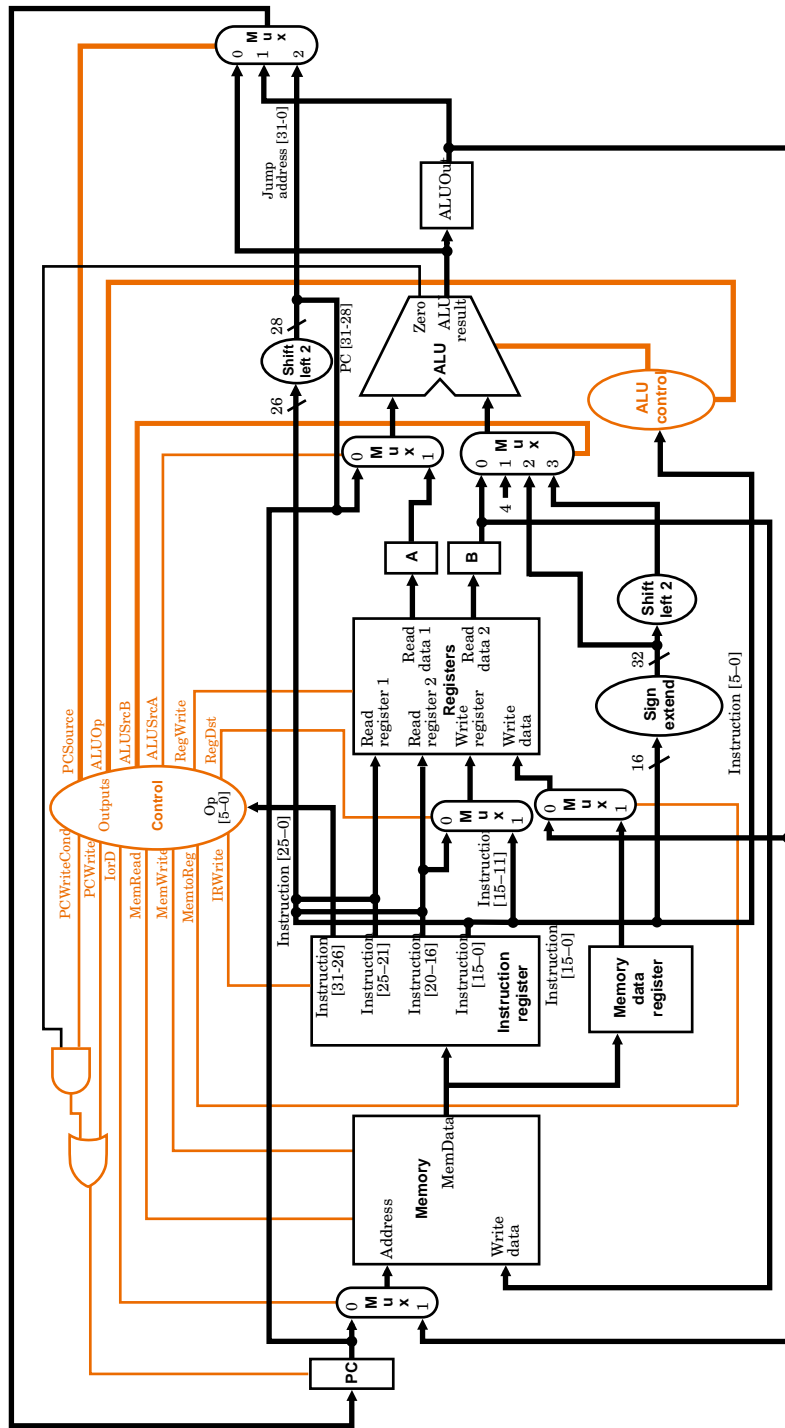 PCWriteCond
PCWrite
IorD
MemRead
MemWrite
MemtoReg
IRWrite
PCSource
ALUOp
ALUSrcB
ALUSrcA
RegWrite
RegDst
Outputs
Control
Op
[5–0]
PC
0
M
u
x
1
Address
Memory
MemData
Write
data
Instruction
[31-26]
Instruction
[25–21]
Instruction
[20–16]
Instruction
[15–0]
Instruction
register
Instruction
[15–0]
Memory
data
register
Instruction [25–0]
Instruction
[15–11]
0
M
u
x
1
0
M
u
x
1
Read
register 1
Read
register 2
Write
register
Write
data
Registers
Read
data 1
Read
data 2
16
Sign
extend
32
Shift
left 2
Instruction [5–0]
A
B
4
0
M
u
x
1
0
1
M
u
x
2
3
26
Shift
left 2
28
PC [31-28]
Jump
address [31-0]
Zero
ALU
ALU
result
ALU
control
ALUOut
0
1
M
u
x
2